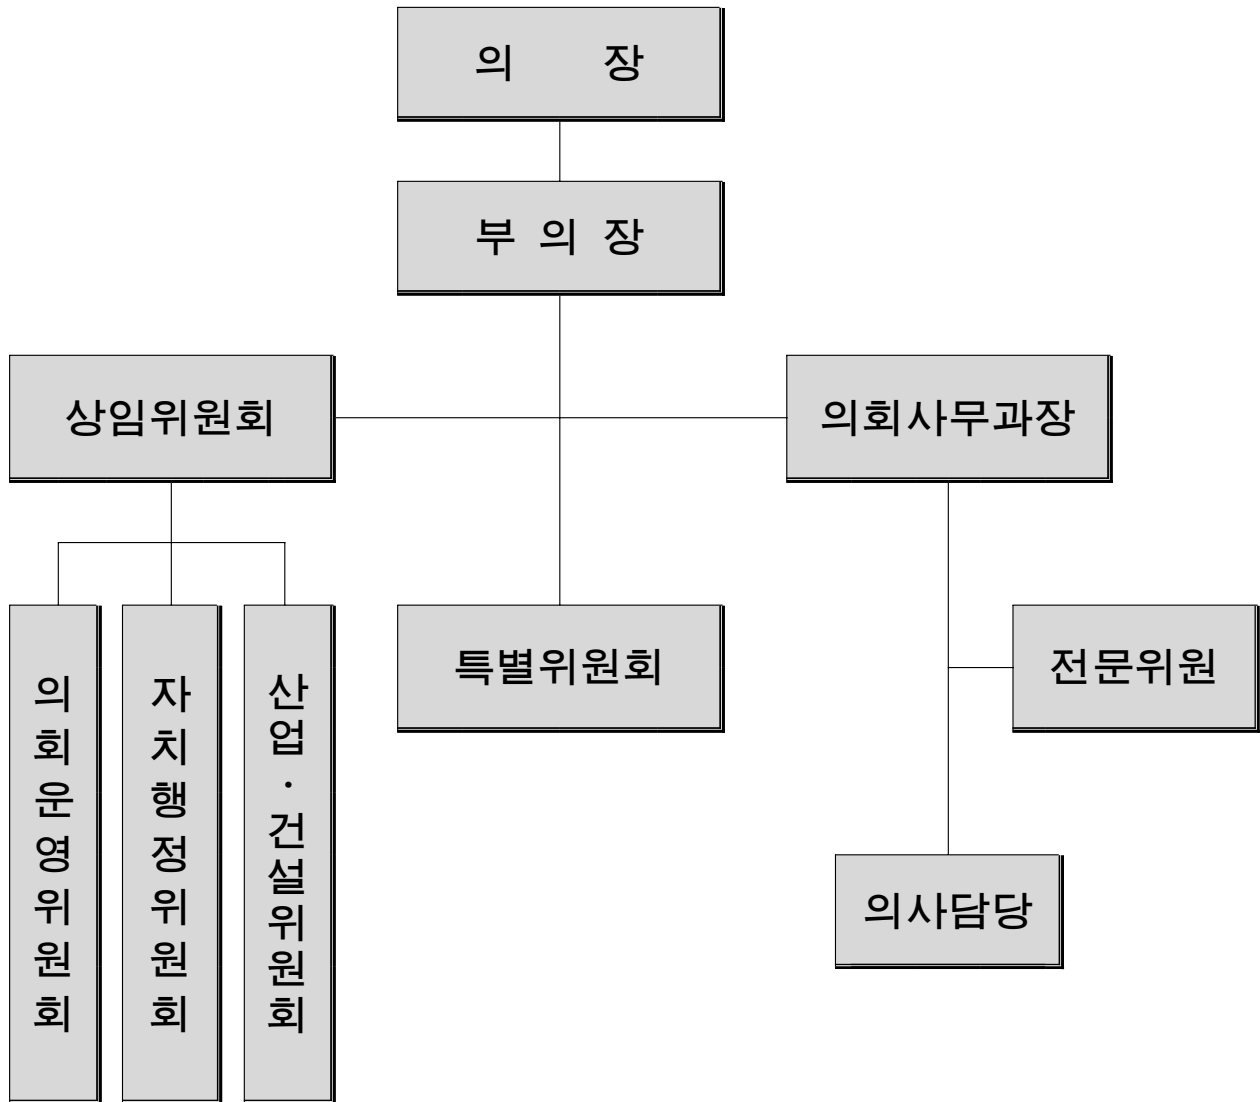 의 장
부 의 장
상임위원회
의회사무과장
의회운영위원회
자치행정위원회
산업·건설위원회
특별위원회
전문위원
의사담당